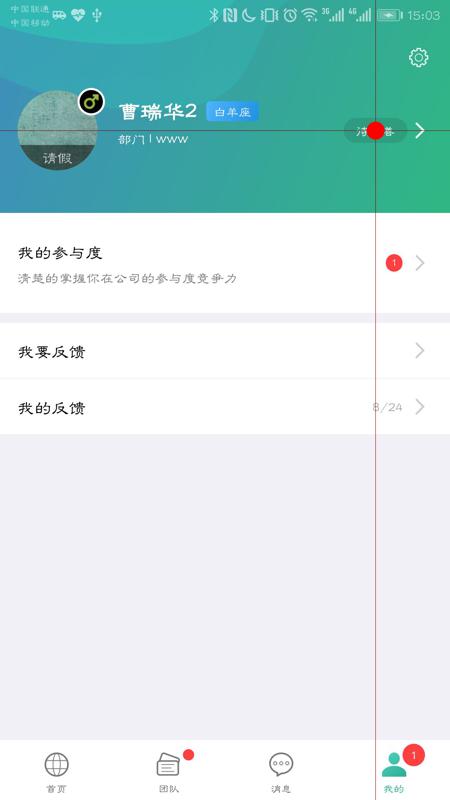 中国联通
中国移动
3G
4G
15:03
曹瑞华2
白羊座
部门 | www
请假
我的参与度
1
清楚的掌握你在公司的参与度竞争力
我要反馈
我的反馈
8/24
1
首页
团队
消息
我的